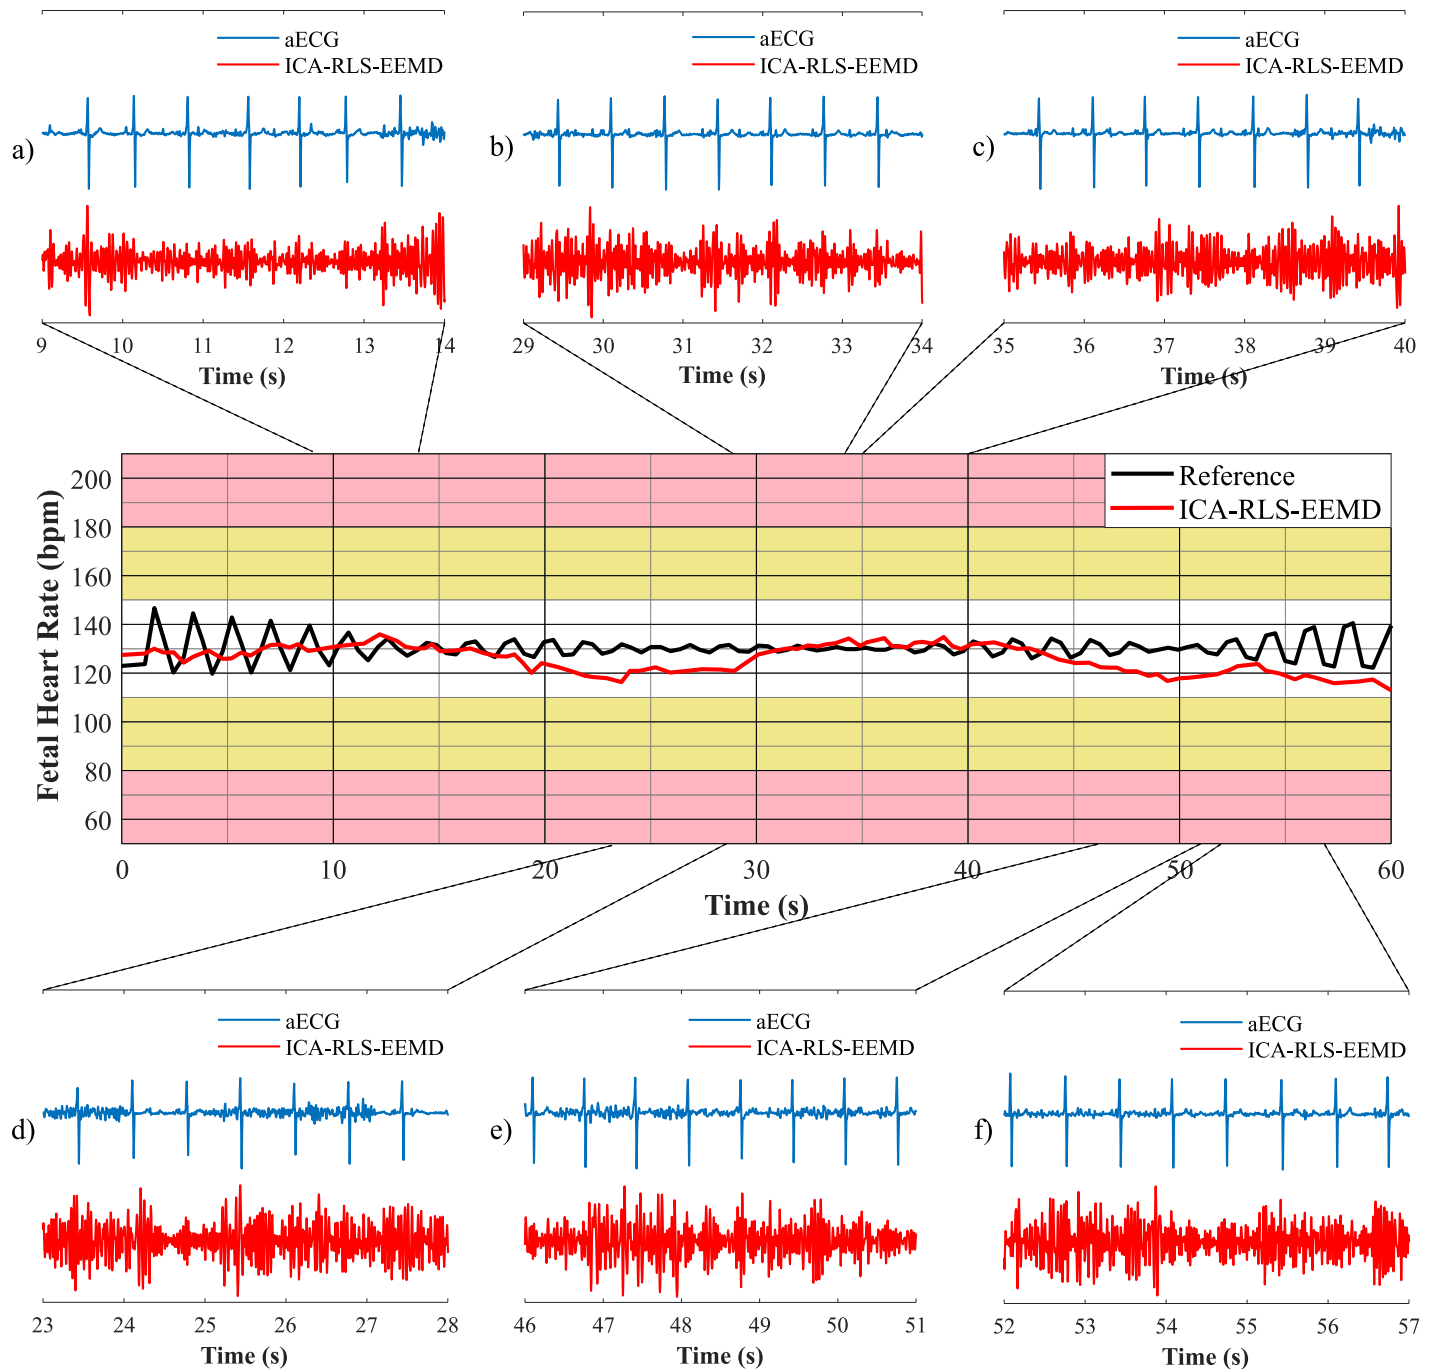 aECG
ICA-RLS-EEMD
a)
9 10 11 12 13 14
Time (s)
aECG
ICA-RLS-EEMD
b)
29 30 31 32 33 34
Time (s)
aECG
ICA-RLS-EEMD
c)
35 36 37 38 39 40
Time (s)
Fetal Heart Rate (bpm)
200
180
160
140
120
100
80
60
Reference
ICA-RLS-EEMD
0 10 20 30 40 50 60
Time (s)
aECG
ICA-RLS-EEMD
d)
23 24 25 26 27 28
Time (s)
aECG
ICA-RLS-EEMD
e)
46 47 48 49 50 51
Time (s)
aECG
ICA-RLS-EEMD
f)
52 53 54 55 56 57
Time (s)